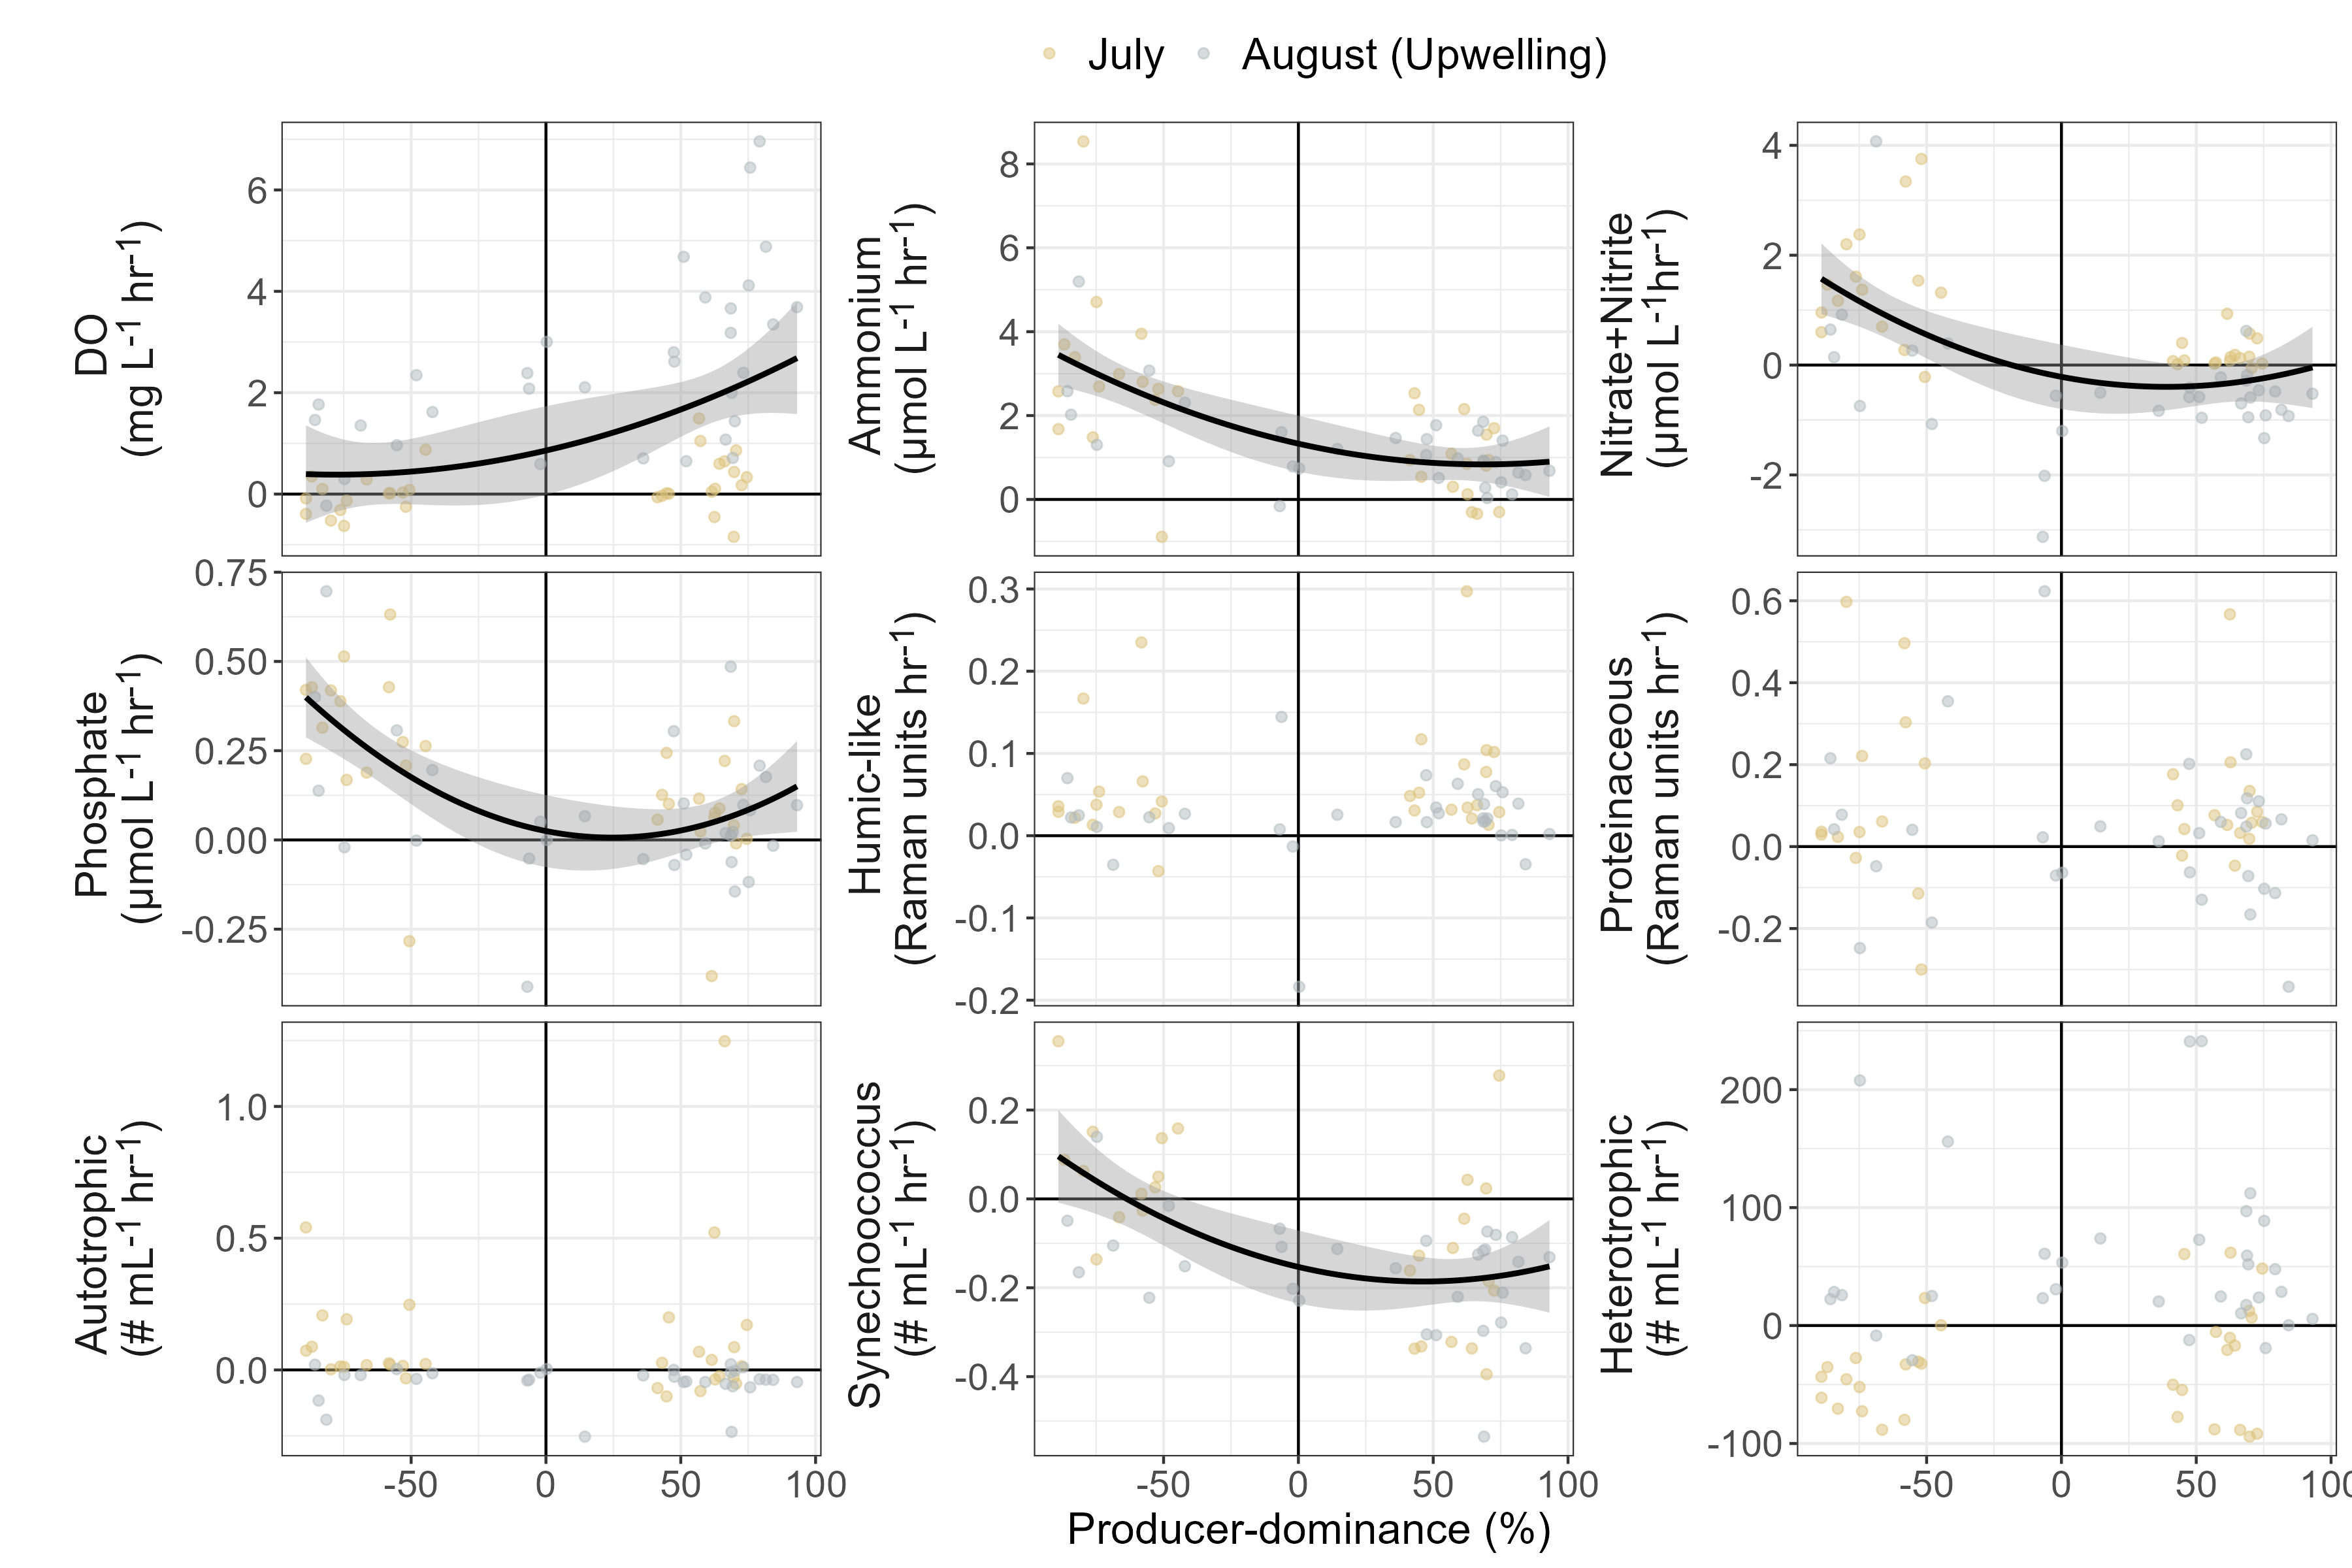 July August (Upwelling)
DO
(mg L-1 hr-1)
6
4
2
0
Ammonium
(μmol L-1 hr-1)
8
6
4
2
0
Nitrate+Nitrite
(μmol L-1hr-1)
4
2
0
-2
Phosphate
(μmol L-1 hr-1)
0.75
0.50
0.25
0.00
-0.25
Humic-like
(Raman units hr-1)
0.3
0.2
0.1
0.0
-0.1
-0.2
Proteinaceous
(Raman units hr-1)
0.6
0.4
0.2
0.0
-0.2
Autotrophic
(# mL-1 hr-1)
1.0
0.5
0.0
Synechoococcus
(# mL-1 hr-1)
0.2
0.0
-0.2
-0.4
Heterotrophic
(# mL-1 hr-1)
200
100
0
-100
-50 0 50 100 -50 0 50 100 -50 0 50 100
Producer-dominance (%)